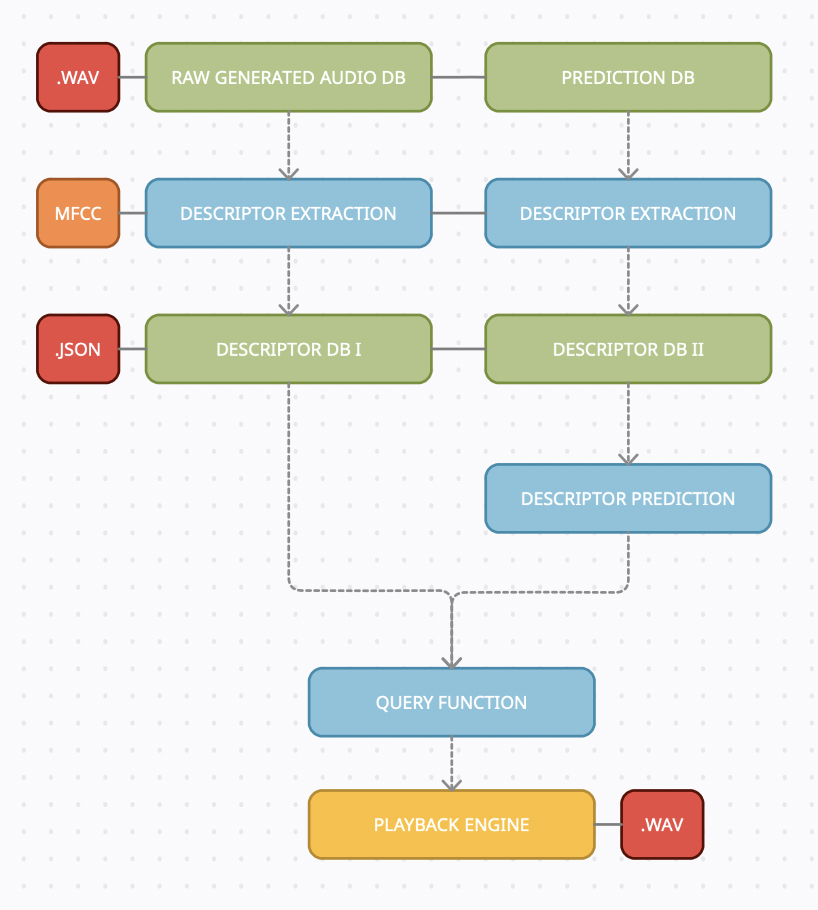 .WAV
RAW GENERATED AUDIO DB
PREDICTION DB
MFCC
DESCRIPTOR EXTRACTION
DESCRIPTOR EXTRACTION
.JSON
DESCRIPTOR DB I
DESCRIPTOR DB II
DESCRIPTOR PREDICTION
QUERY FUNCTION
PLAYBACK ENGINE
.WAV